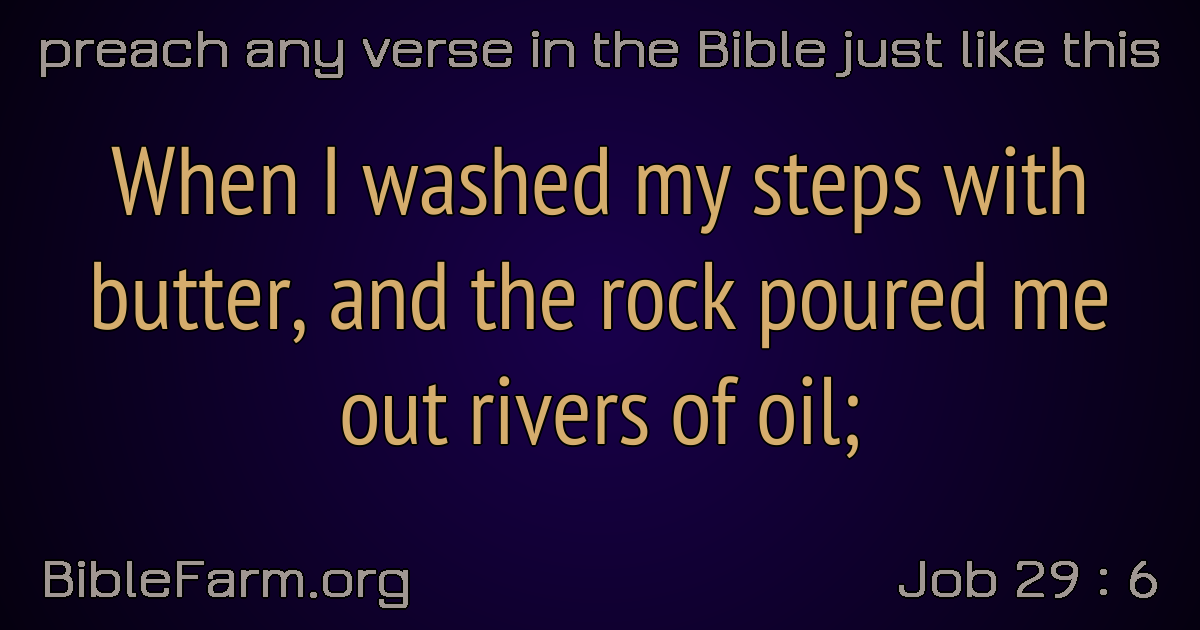 preach any verse in the Bible just like this
When I washed my steps with
butter, and the rock poured me
out rivers of oil;
BibleFarm.org
Job 29 : 6